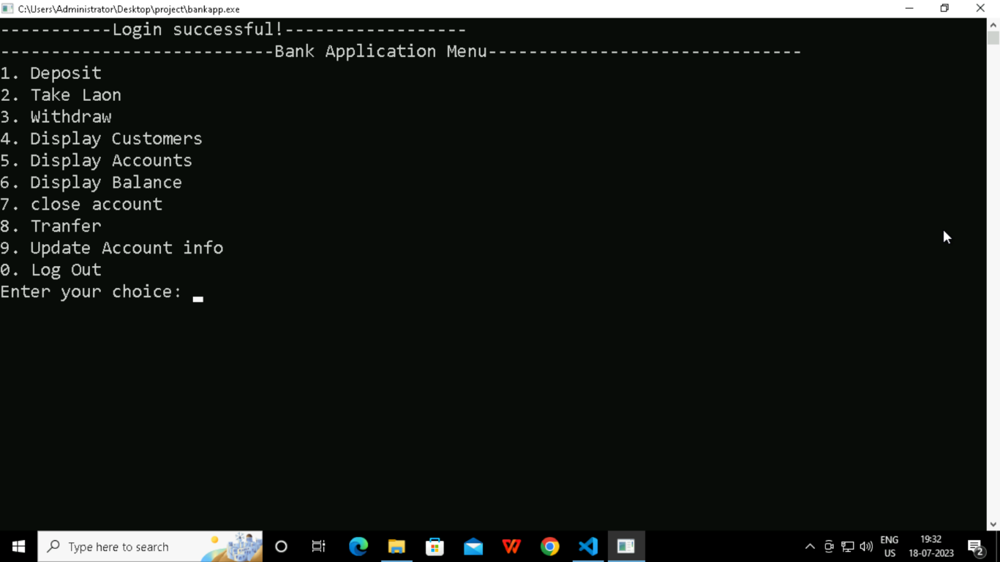 C:\Users\Administrator\Desktop\project\bankapp.exe
-----------Login successful!------------------
---------------------------Bank Application Menu-------------------------------
1. Deposit
2. Take Laon
3. Withdraw
4. Display Customers
5. Display Accounts
6. Display Balance
7. close account
8. Tranfer
9. Update Account info
0. Log Out
Enter your choice:
Type here to search
ENG
US
19:32
18-07-2023
2